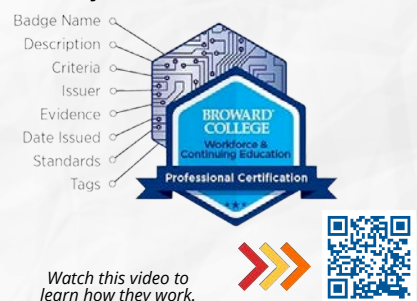 Badge Name
Description
Criteria
Issuer
Evidence
Date Issued
Standards
Tags
BROWARD
COLLEGE
Workforce &
Continuing Education
Professional Certification
Watch this video to
learn how they work.